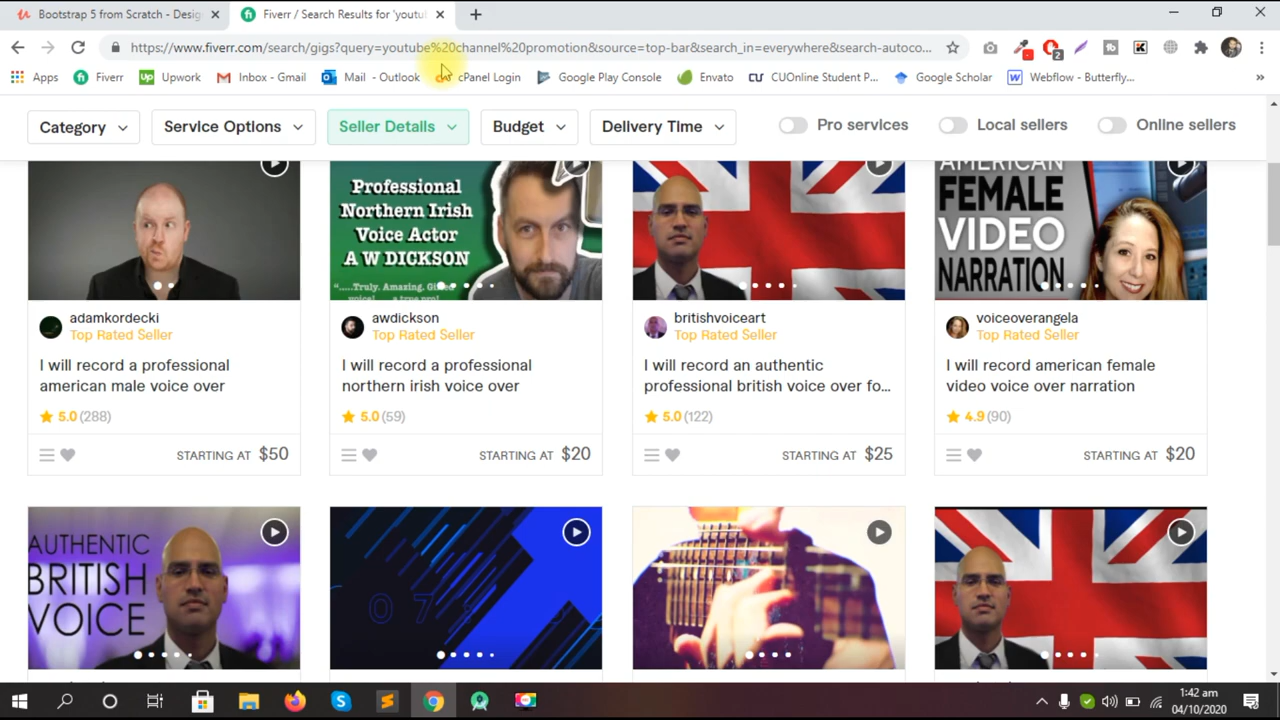 Bootstrap 5 from Scratch - Desig
Fiverr / Search Results for 'youtu
https://www.fiverr.com/search/gigs?query=youtube%20channel%20promotion&source=top-bar&search_in=everywhere&search-autoco...
2
Apps
Fiverr
Up Upwork
Inbox - Gmail
Mail - Outlook
cPanel Login
Google Play Console
Envato
CU CUOnline Student P...
Google Scholar
W Webflow - Butterfly...
»
Category
Service Options
Seller Details
Budget
Delivery Time
Pro services
Local sellers
Online sellers
Professional
Northern Irish
Voice Actor
A W DICKSON
AMERICAN
FEMALE
VIDEO
NARRATION
adamkordecki
Top Rated Seller
I will record a professional
american male voice over
5.0 (288)
STARTING AT $50
awdickson
Top Rated Seller
I will record a professional
northern irish voice over
5.0 (59)
STARTING AT $20
britishvoiceart
Top Rated Seller
I will record an authentic
professional british voice over fo...
5.0 (122)
STARTING AT $25
voiceoverangela
Top Rated Seller
I will record american female
video voice over narration
4.9 (90)
STARTING AT $20
AUTHENTIC
BRITISH
VOICE
1:42 am
04/10/2020